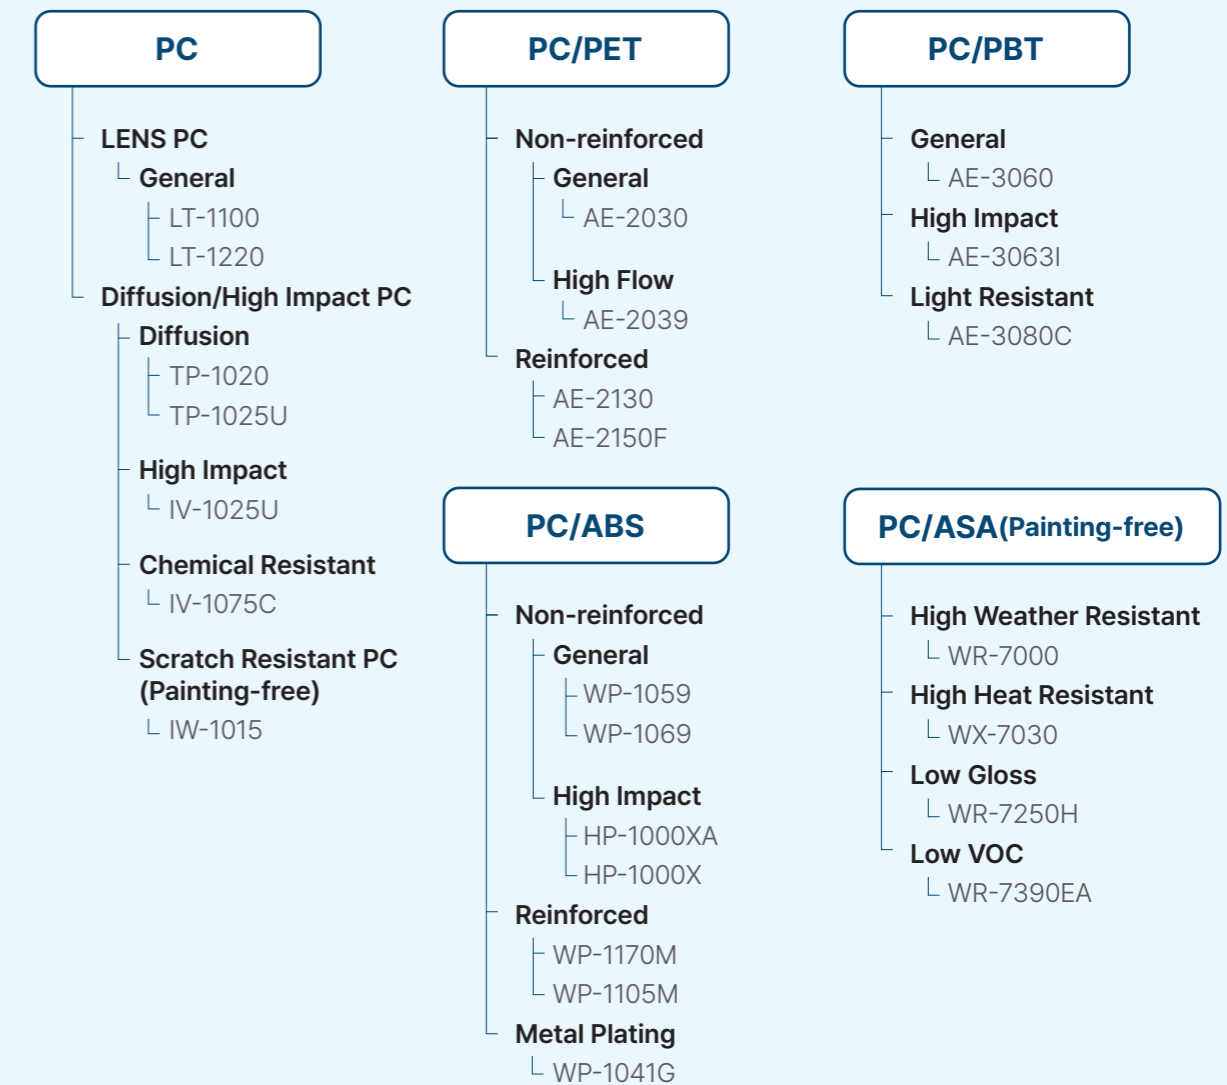 PC
LENS PC
General
LT-1100
LT-1220
Diffusion/High Impact PC
Diffusion
TP-1020
TP-1025U
High Impact
IV-1025U
Chemical Resistant
IV-1075C
Scratch Resistant PC
(Painting-free)
IW-1015
PC/PET
Non-reinforced
General
AE-2030
High Flow
AE-2039
Reinforced
AE-2130
AE-2150F
PC/PBT
General
AE-3060
High Impact
AE-3063I
Light Resistant
AE-3080C
PC/ABS
Non-reinforced
General
WP-1059
WP-1069
High Impact
HP-1000XA
HP-1000X
Reinforced
WP-1170M
WP-1105M
Metal Plating
WP-1041G
PC/ASA(Painting-free)
High Weather Resistant
WR-7000
High Heat Resistant
WX-7030
Low Gloss
WR-7250H
Low VOC
WR-7390EA